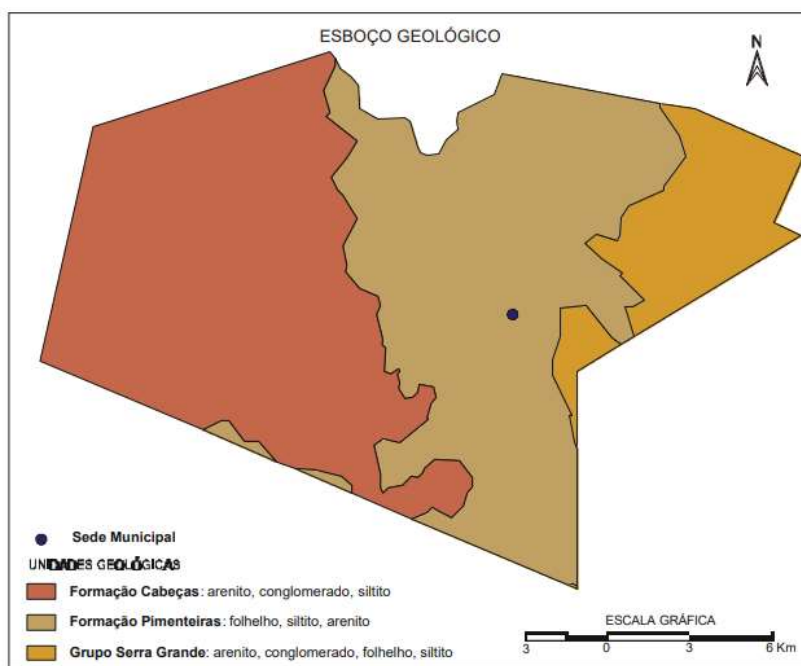 ESBOÇO GEOLÓGICO
N
Sede Municipal
UNIDADES GEOLÓGICAS
Formação Cabeças: arenito, conglomerado, siltito
Formação Pimenteiras: folhelho, siltito, arenito
Grupo Serra Grande: arenito, conglomerado, folhelho, siltito
ESCALA GRÁFICA
3 0 3 6 Km